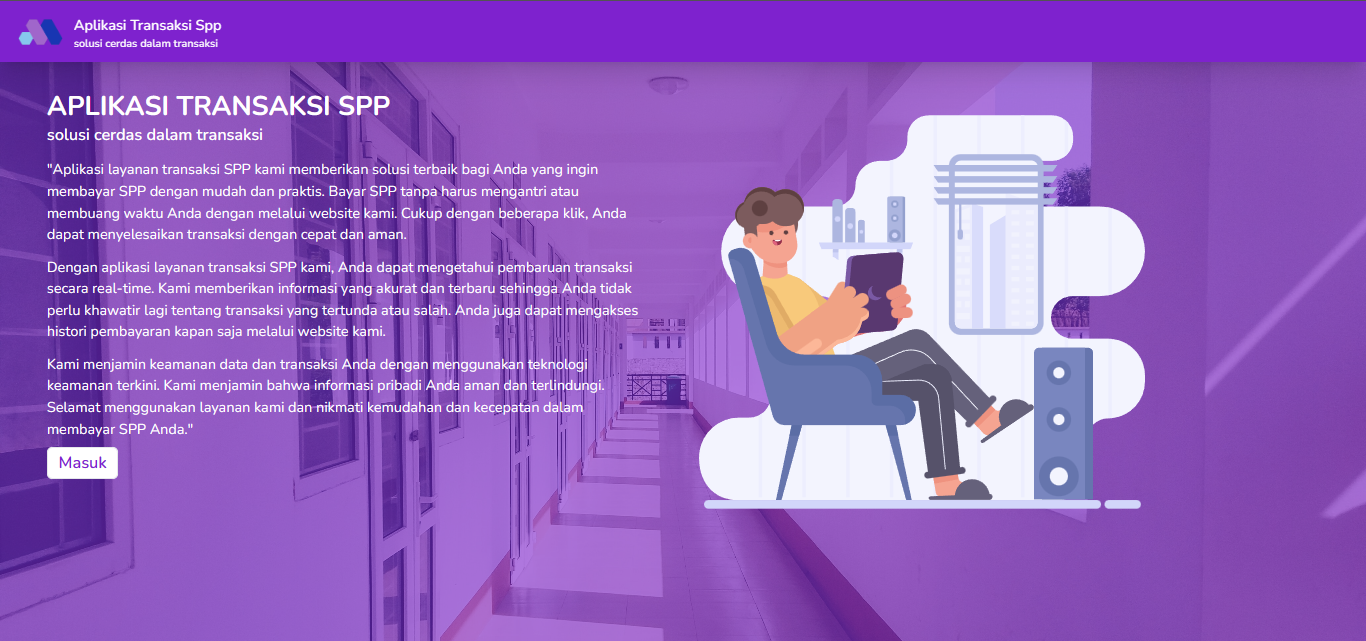 Aplikasi Transaksi Spp
solusi cerdas dalam transaksi
APLIKASI TRANSAKSI SPP
solusi cerdas dalam transaksi
"Aplikasi layanan transaksi SPP kami memberikan solusi terbaik bagi Anda yang ingin
membayar SPP dengan mudah dan praktis. Bayar SPP tanpa harus mengantri atau
membuang waktu Anda dengan melalui website kami. Cukup dengan beberapa klik, Anda
dapat menyelesaikan transaksi dengan cepat dan aman.
Dengan aplikasi layanan transaksi SPP kami, Anda dapat mengetahui pembaruan transaksi
secara real-time. Kami memberikan informasi yang akurat dan terbaru sehingga Anda tidak
perlu khawatir lagi tentang transaksi yang tertunda atau salah. Anda juga dapat mengakses
histori pembayaran kapan saja melalui website kami.
Kami menjamin keamanan data dan transaksi Anda dengan menggunakan teknologi
keamanan terkini. Kami menjamin bahwa informasi pribadi Anda aman dan terlindungi.
Selamat menggunakan layanan kami dan nikmati kemudahan dan kecepatan dalam
membayar SPP Anda."
Masuk